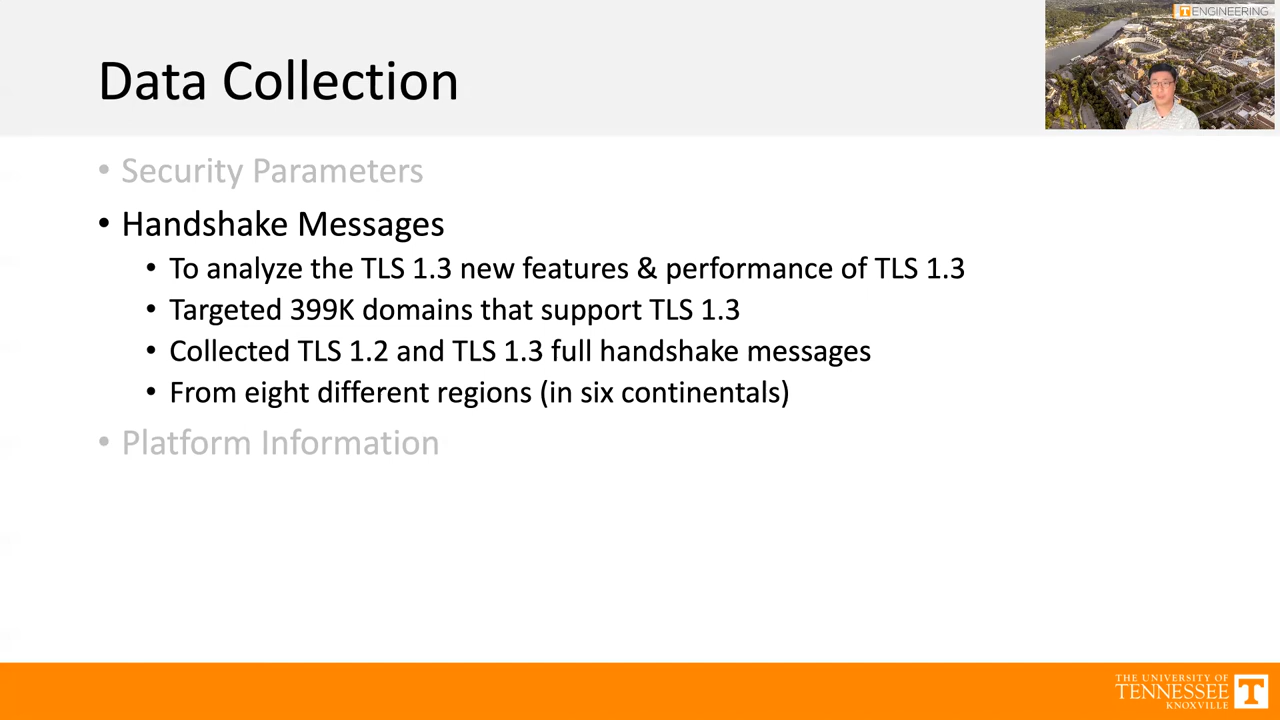 T ENGINEERING
Data Collection
• Security Parameters
• Handshake Messages
• To analyze the TLS 1.3 new features & performance of TLS 1.3
• Targeted 399K domains that support TLS 1.3
• Collected TLS 1.2 and TLS 1.3 full handshake messages
• From eight different regions (in six continentals)
• Platform Information
THE UNIVERSITY OF
TENNESSEE
KNOXVILLE
T